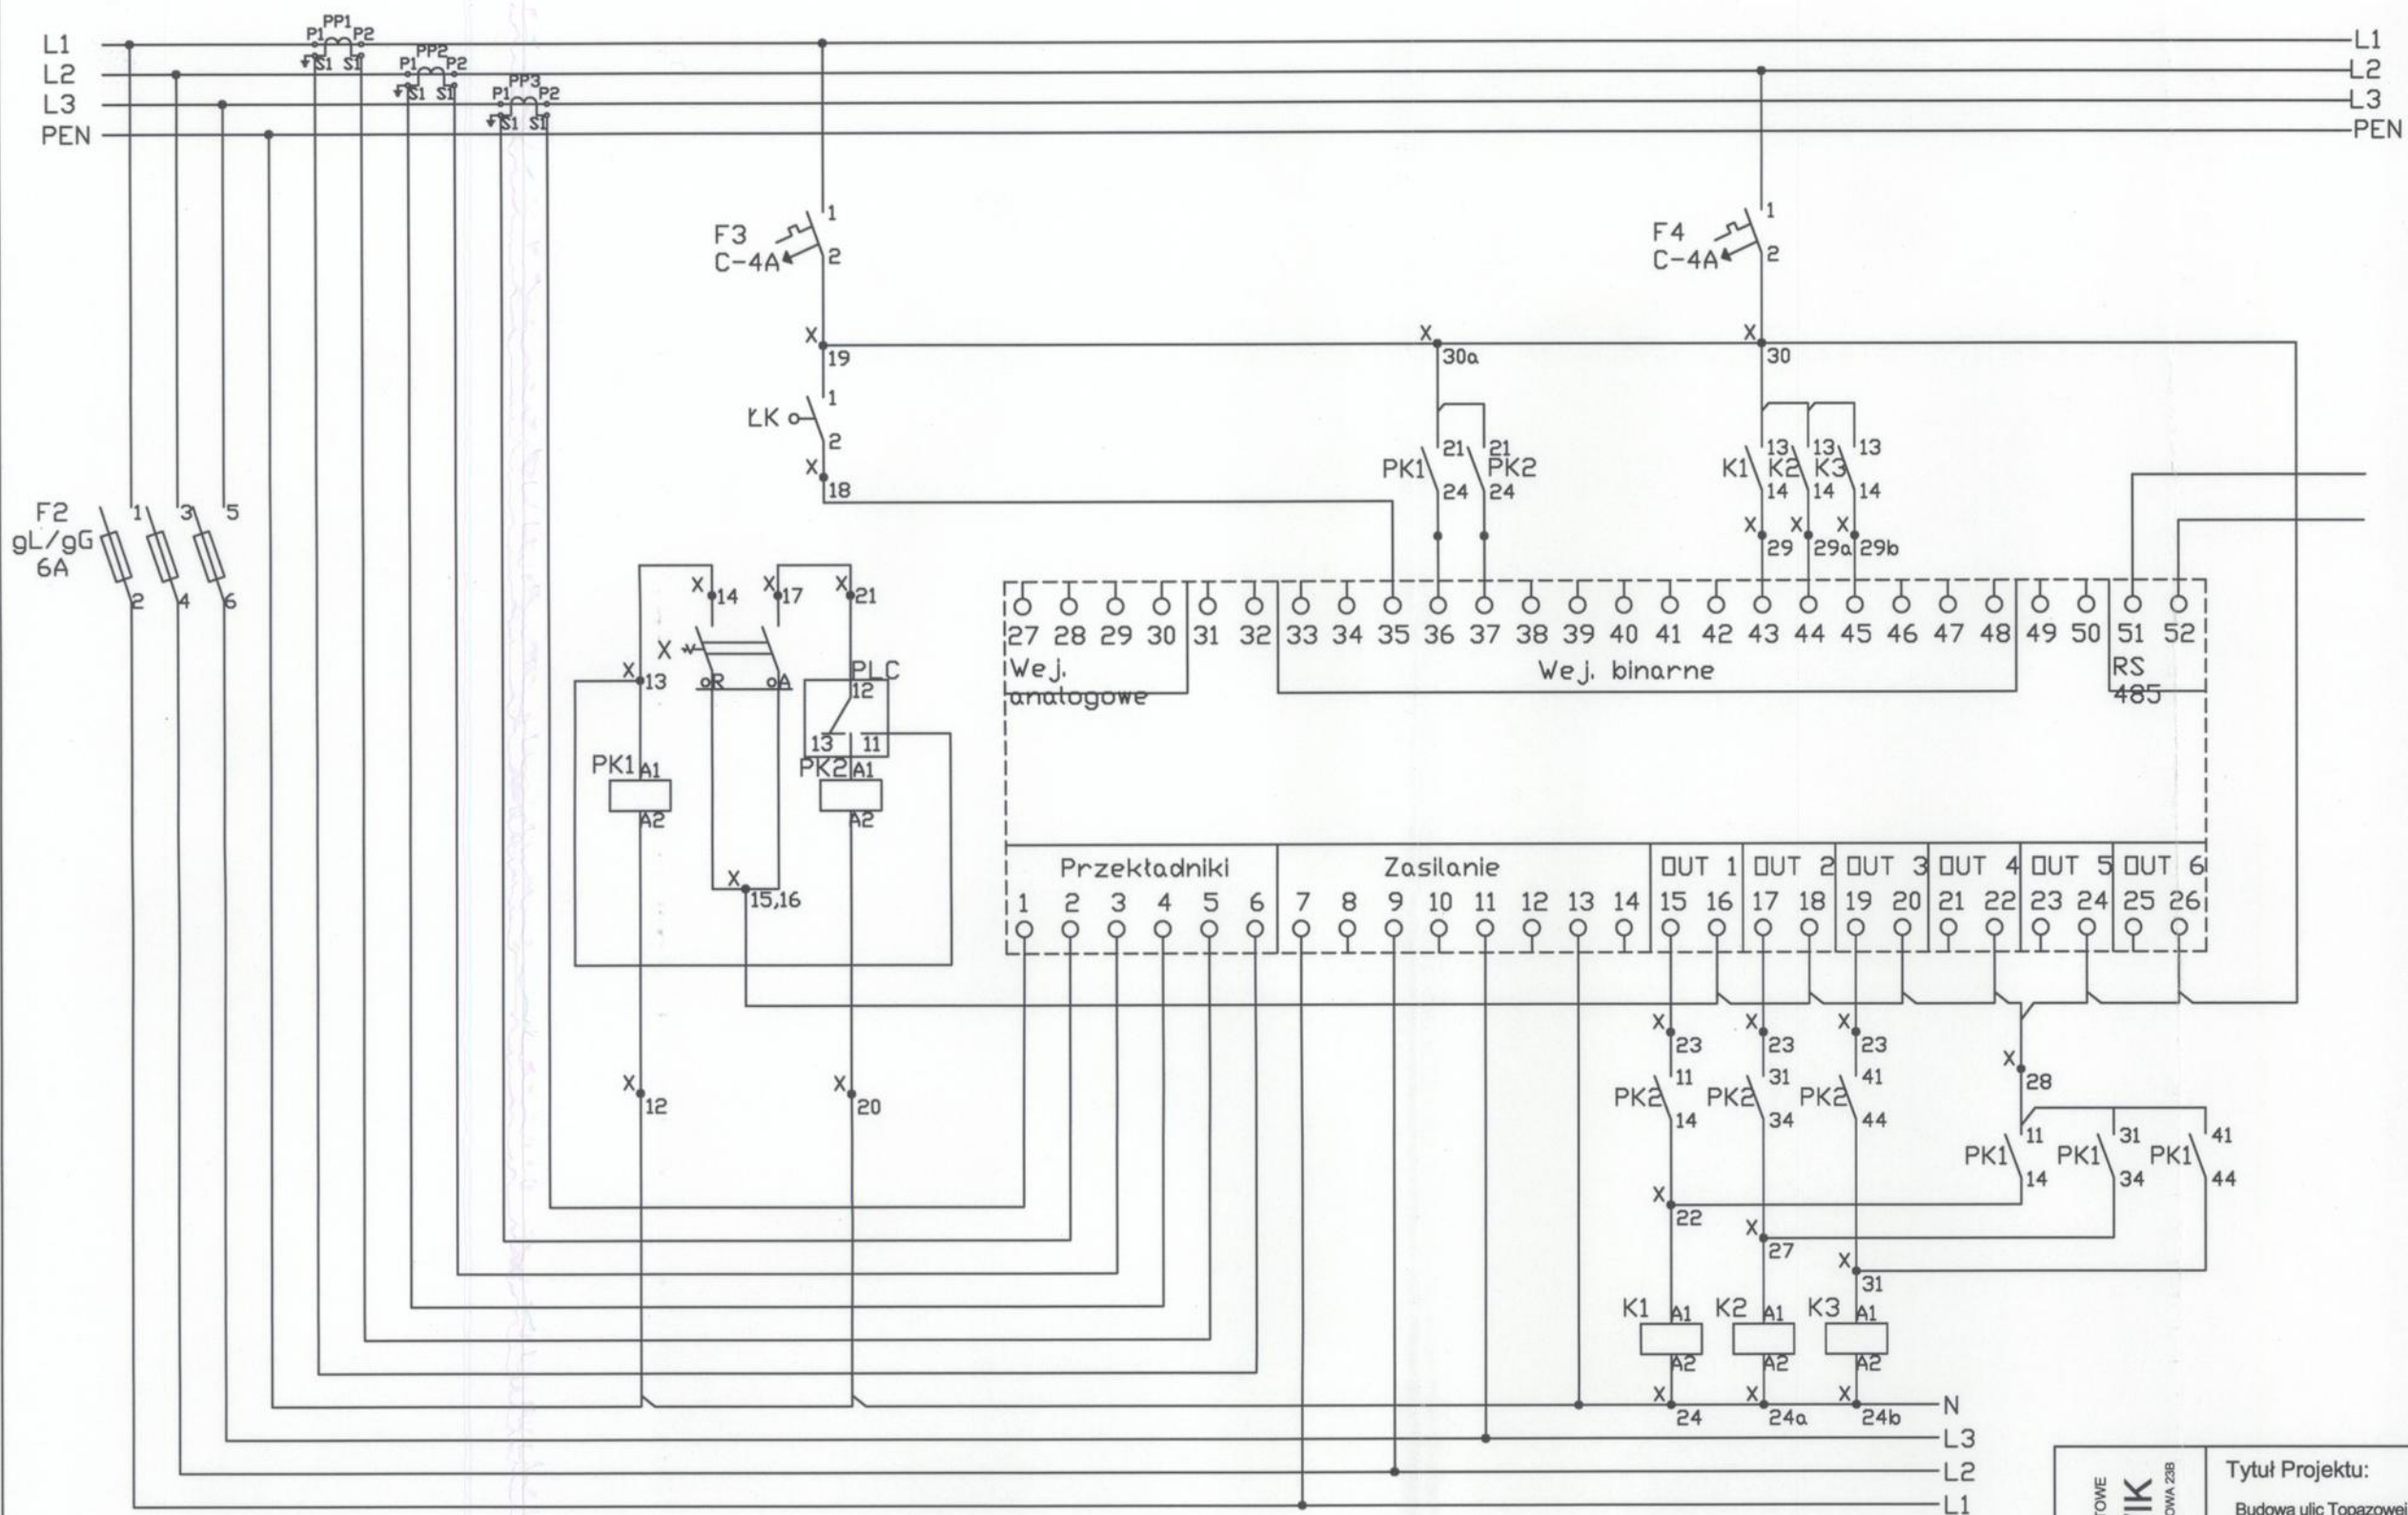 PP1
L1 P1 P2 L1
S1 S1 PP2
L2 P1 P2 L2
S1 S1 PP3
L3 P1 P2 L3
S1 S1
PEN PEN
F3
C-4A
1
2
F4
C-4A
1
2
X 19
X 30a
X 30
ŁK
1
2
X 18
PK1 21 24
PK2 21 24
K1 13 14
K2 13 14
K3 13 14
X 29
X 29a
X 29b
F2
gL/gG
6A
1 3 5
2 4 6
X 14 X 17 X 21
X
R A
X 13
PLC
12
13 11
PK1 A1
A2
PK2 A1
A2
X 15,16
X 12
X 20
27 28 29 30 31 32 33 34 35 36 37 38 39 40 41 42 43 44 45 46 47 48 49 50 51 52
Wej.
analogowe
Wej. binarne
RS
485
Przekładniki Zasilanie OUT 1 OUT 2 OUT 3 OUT 4 OUT 5 OUT 6
1 2 3 4 5 6 7 8 9 10 11 12 13 14 15 16 17 18 19 20 21 22 23 24 25 26
X 23 X 23 X 23
X 28
PK2 11 14
PK2 31 34
PK2 41 44
PK1 11 14
PK1 31 34
PK1 41 44
X 22
X 27
X 31
K1 A1 K2 A1 K3 A1
A2 A2 A2
X 24 X 24a X 24b N
L3
L2
L1
Tytuł Projektu:
Budowa ulic Topazowej
TOWE
IK
OWA 23B